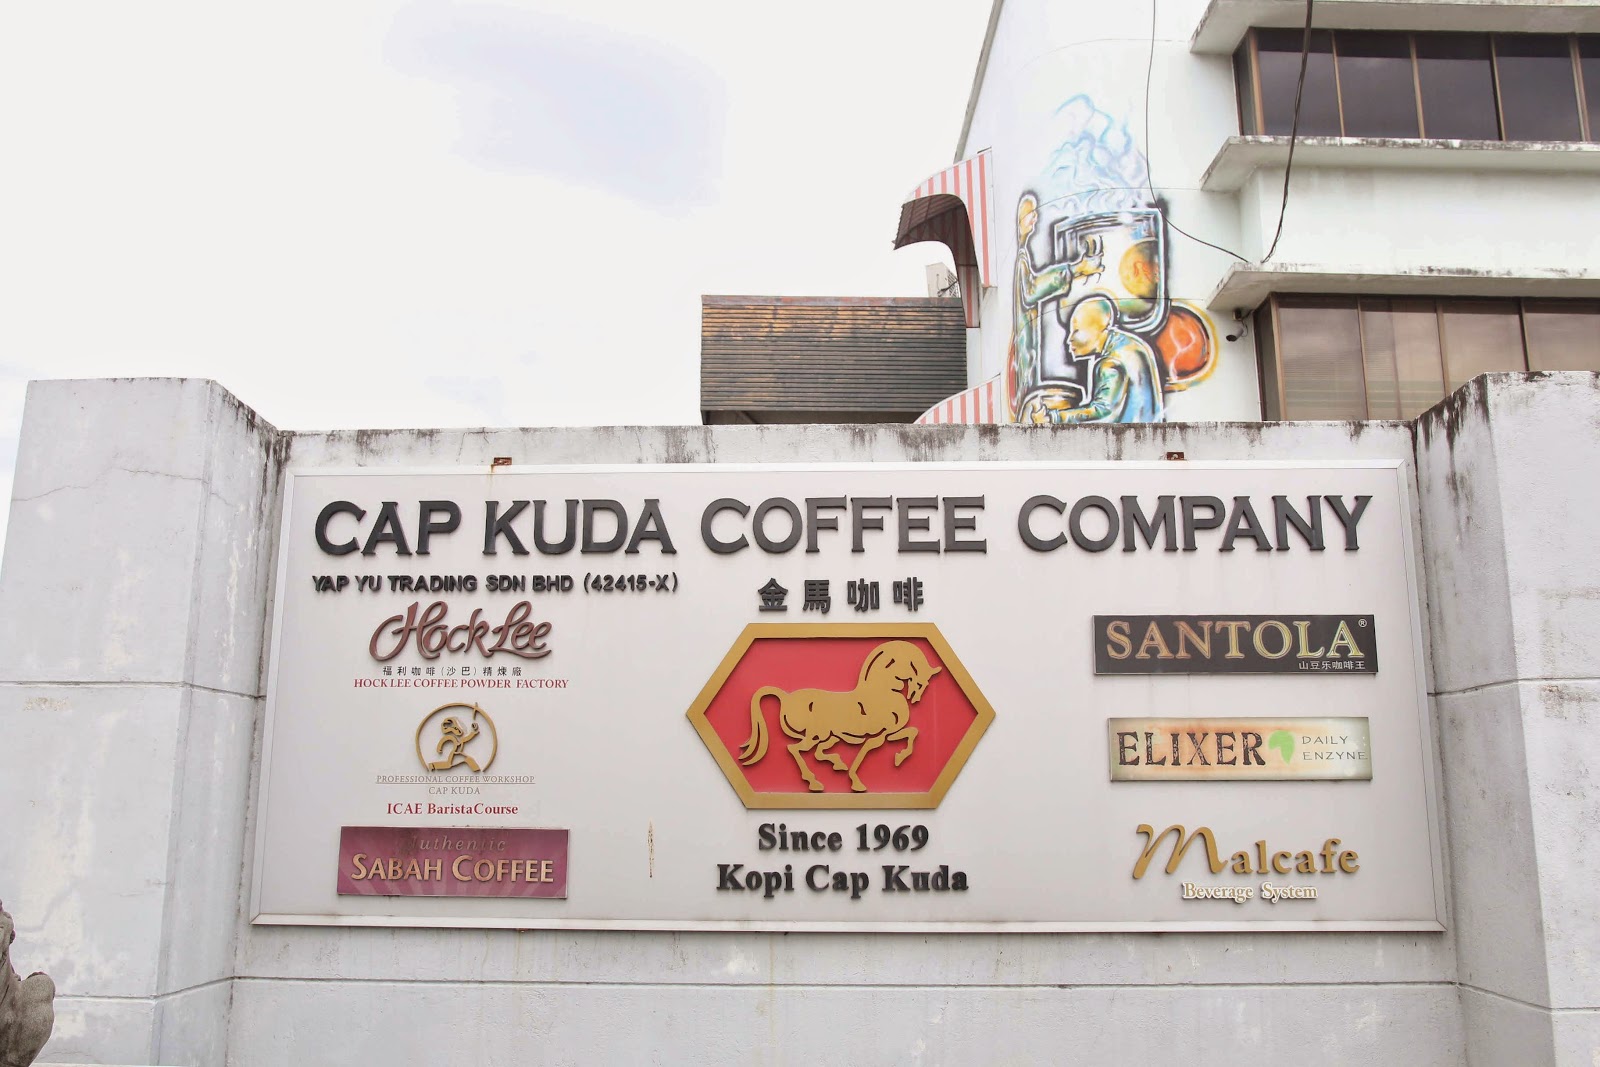 CAP KUDA COFFEE COMPANY
YAP YU TRADING SDN BHD (42415-X)
金馬咖啡
Hock Lee
福利咖啡(沙巴)精煉廠
HOCK LEE COFFEE POWDER FACTORY
PROFESSIONAL COFFEE WORKSHOP
CAP KUDA
ICAE BaristaCourse
Authentic
SABAH COFFEE
Since 1969
Kopi Cap Kuda
SANTOLA®
山豆乐咖啡王
ELIXER DAILY
ENZYNE
Malcafe
Beverage System